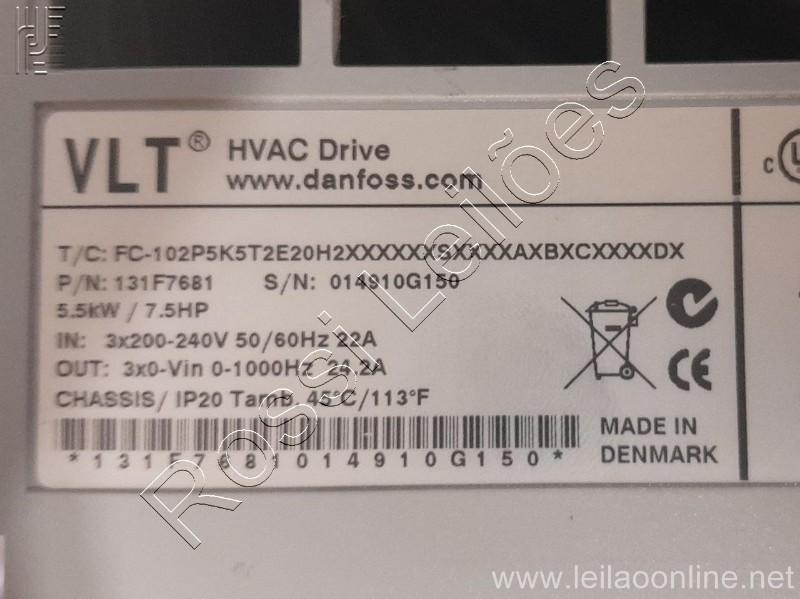 VLT® HVAC Drive
www.danfoss.com
T/C: FC-102P5K5T2E20H2XXXXXXSXXXXAXBXCXXXXDX
P/N: 131F7681 S/N: 014910G150
5.5kW / 7.5HP
IN: 3x200-240V 50/60Hz 22A
OUT: 3x0-Vin 0-1000Hz 24.2A
CHASSIS/ IP20 Tamb. 45°C/113°F
*131F7681014910G150*
MADE IN
DENMARK
CE
C
Rossi Leilões
www.leilaoonline.net